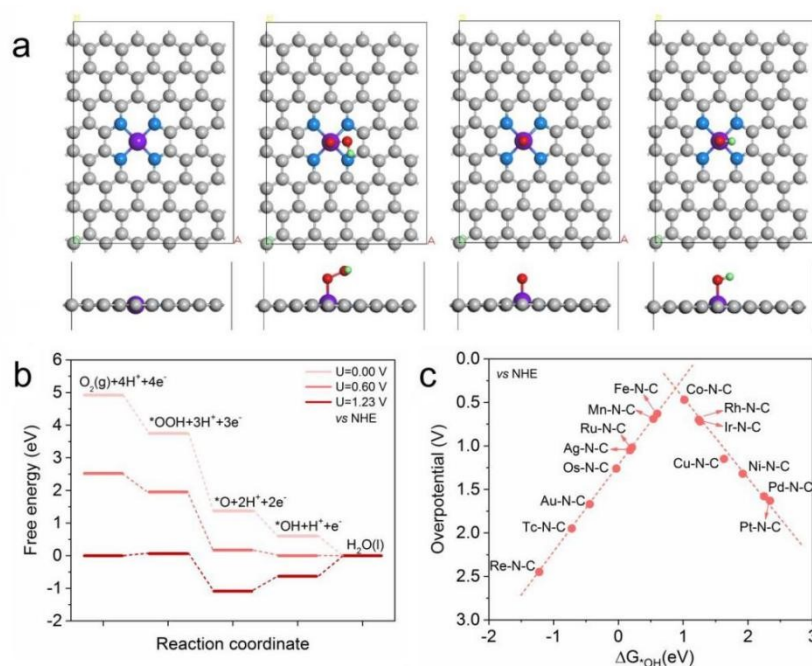 a
A
A
A
A
b
O₂(g)+4H⁺+4e⁻
*OOH+3H⁺+3e⁻
*O+2H⁺+2e⁻
*OH+H⁺+e⁻
H₂O(l)
U=0.00 V
U=0.60 V
U=1.23 V
vs NHE
Free energy (eV)
6
5
4
3
2
1
0
-1
-2
Reaction coordinate
c
vs NHE
Fe-N-C
Co-N-C
Mn-N-C
Rh-N-C
Ru-N-C
Ir-N-C
Ag-N-C
Os-N-C
Cu-N-C
Ni-N-C
Au-N-C
Pd-N-C
Tc-N-C
Pt-N-C
Re-N-C
Overpotential (V)
0.0
0.5
1.0
1.5
2.0
2.5
3.0
-2
-1
0
1
2
3
ΔG*OH(eV)